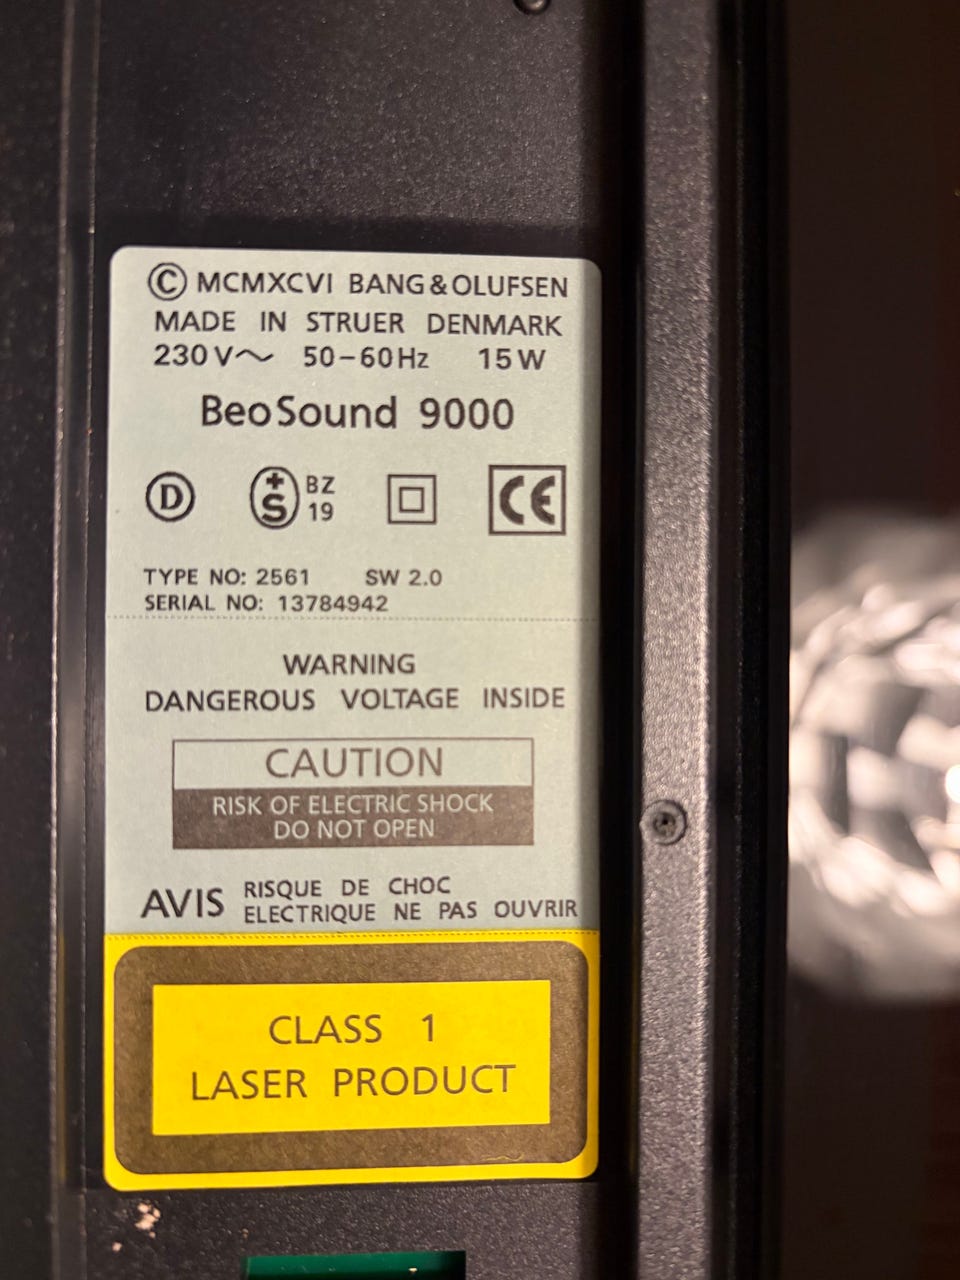 © MCMXCVI BANG & OLUFSEN
MADE IN STRUER DENMARK
230 V~ 50–60 Hz 15 W
BeoSound 9000
D +S BZ 19 CE
TYPE NO: 2561 SW 2.0
SERIAL NO: 13784942
WARNING
DANGEROUS VOLTAGE INSIDE
CAUTION
RISK OF ELECTRIC SHOCK
DO NOT OPEN
AVIS RISQUE DE CHOC
ELECTRIQUE NE PAS OUVRIR
CLASS 1
LASER PRODUCT